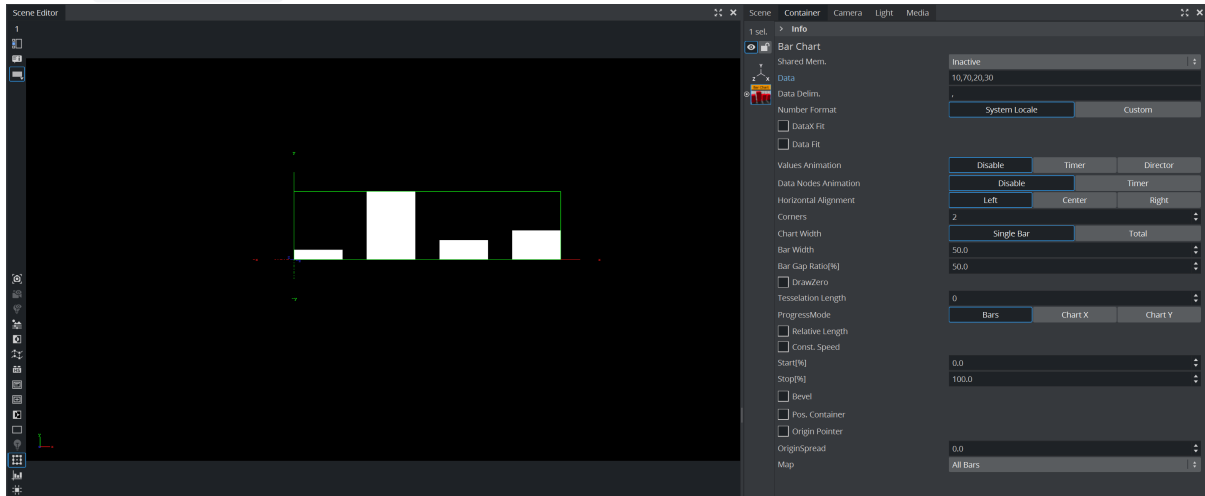 Scene Editor
Scene Container Camera Light Media
1
1 sel.
> Info
Bar Chart
Shared Mem. Inactive
Data 10,70,20,30
Data Delim. ,
Number Format System Locale Custom
DataX Fit
Data Fit
Values Animation Disable Timer Director
Data Nodes Animation Disable Timer
Horizontal Alignment Left Center Right
Corners 2
Chart Width Single Bar Total
Bar Width 50.0
Bar Gap Ratio[%] 50.0
DrawZero
Tesselation Length 0
ProgressMode Bars Chart X Chart Y
Relative Length
Const. Speed
Start[%] 0.0
Stop[%] 100.0
Bevel
Pos. Container
Origin Pointer
OriginSpread 0.0
Map All Bars